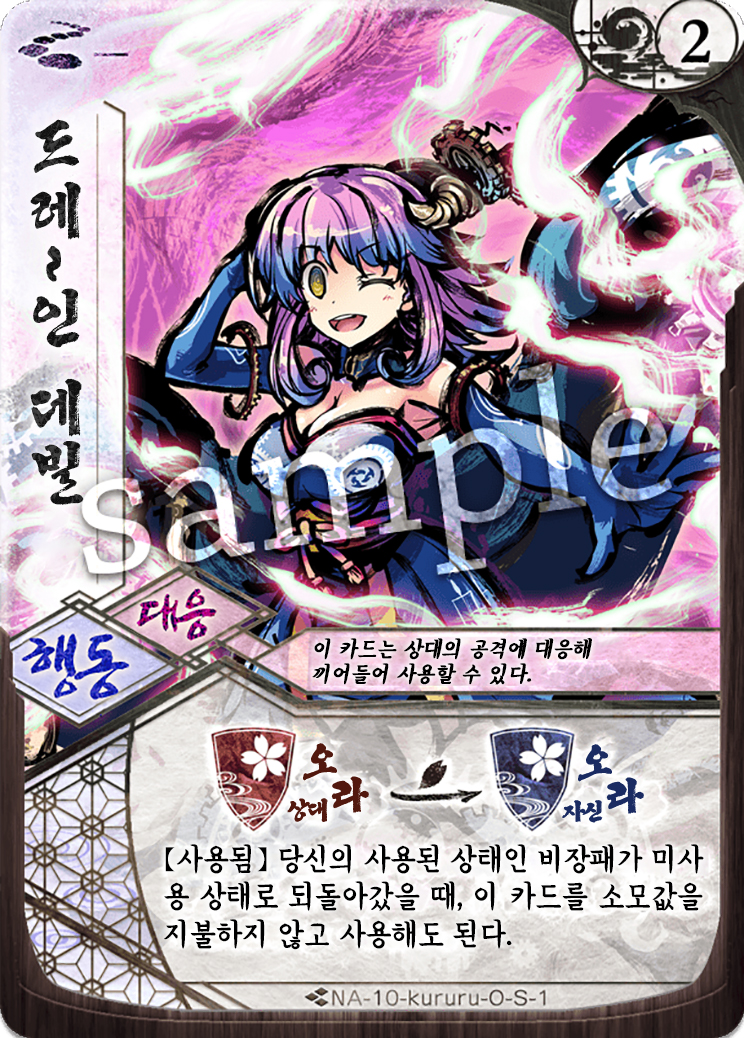 2
드레~인 데빌
sample
대응
행동
이 카드는 상대의 공격에 대응해
끼어들어 사용할 수 있다.
상대 오라
자신 오라
【사용됨】 당신의 사용된 상태인 비장패가 미사
용 상태로 되돌아갔을 때, 이 카드를 소모값을
지불하지 않고 사용해도 된다.
NA-10-kururu-O-S-1